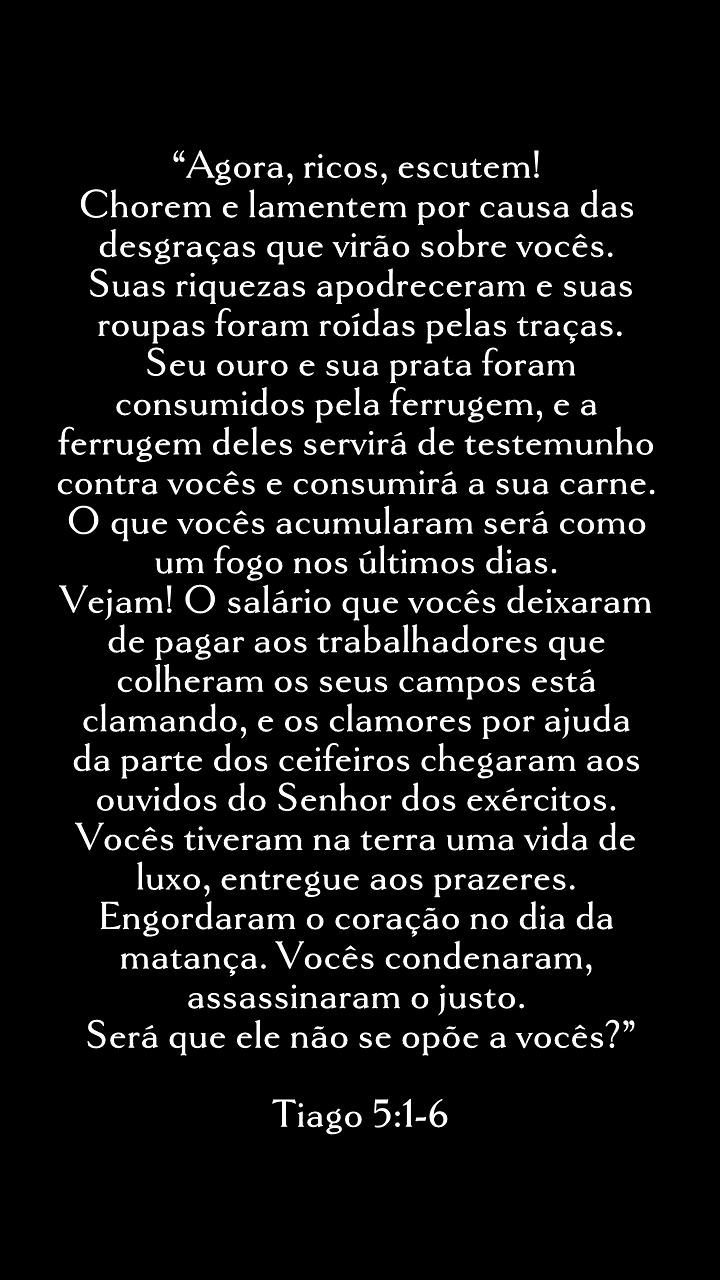 “Agora, ricos, escutem!
Chorem e lamentem por causa das
desgraças que virão sobre vocês.
Suas riquezas apodreceram e suas
roupas foram roídas pelas traças.
Seu ouro e sua prata foram
consumidos pela ferrugem, e a
ferrugem deles servirá de testemunho
contra vocês e consumirá a sua carne.
O que vocês acumularam será como
um fogo nos últimos dias.
Vejam! O salário que vocês deixaram
de pagar aos trabalhadores que
colheram os seus campos está
clamando, e os clamores por ajuda
da parte dos ceifeiros chegaram aos
ouvidos do Senhor dos exércitos.
Vocês tiveram na terra uma vida de
luxo, entregue aos prazeres.
Engordaram o coração no dia da
matança. Vocês condenaram,
assassinaram o justo.
Será que ele não se opõe a vocês?”
Tiago 5:1-6